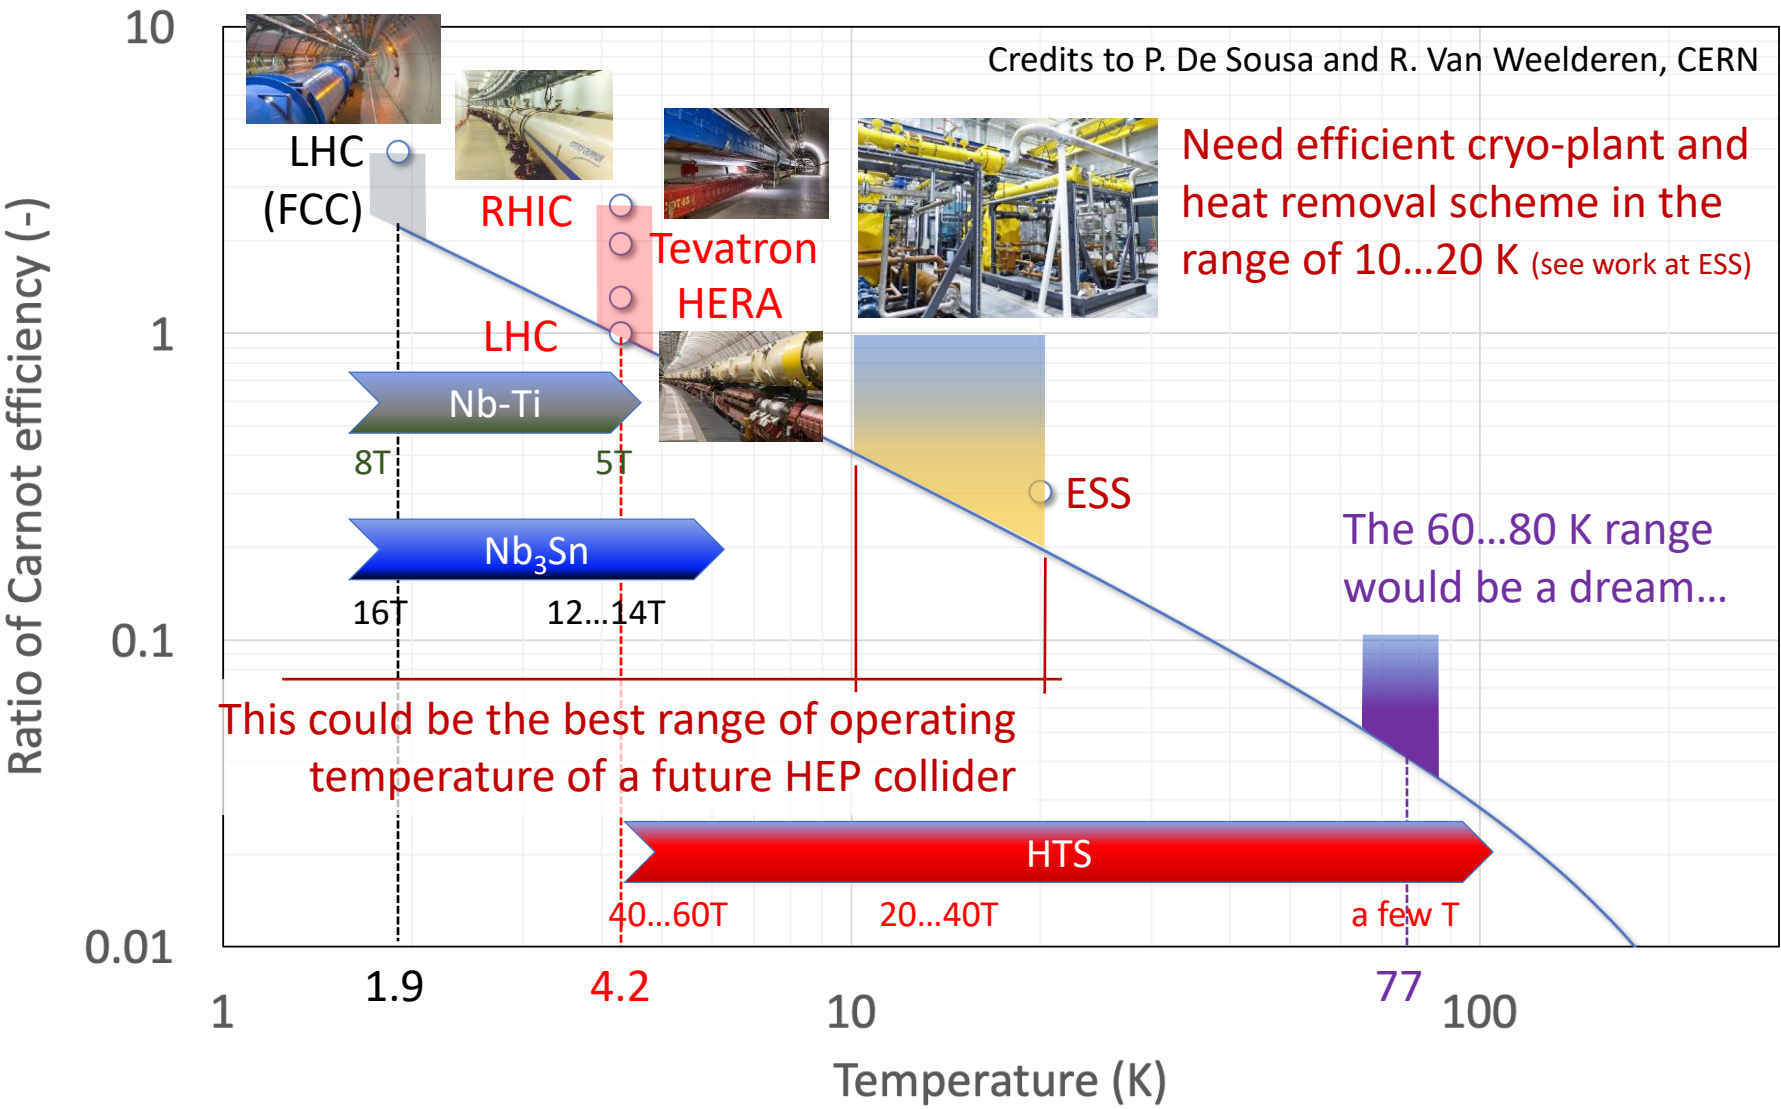 10
Credits to P. De Sousa and R. Van Weelderen, CERN
LHC
(FCC)
RHIC
Tevatron
HERA
LHC
Need efficient cryo-plant and
heat removal scheme in the
range of 10...20 K (see work at ESS)
1
Ratio of Carnot efficiency (-)
Nb-Ti
8T
5T
ESS
Nb₃Sn
16T
12...14T
The 60...80 K range
would be a dream...
0.1
This could be the best range of operating
temperature of a future HEP collider
HTS
40...60T
20...40T
a few T
0.01
1.9
4.2
77
1
10
100
Temperature (K)